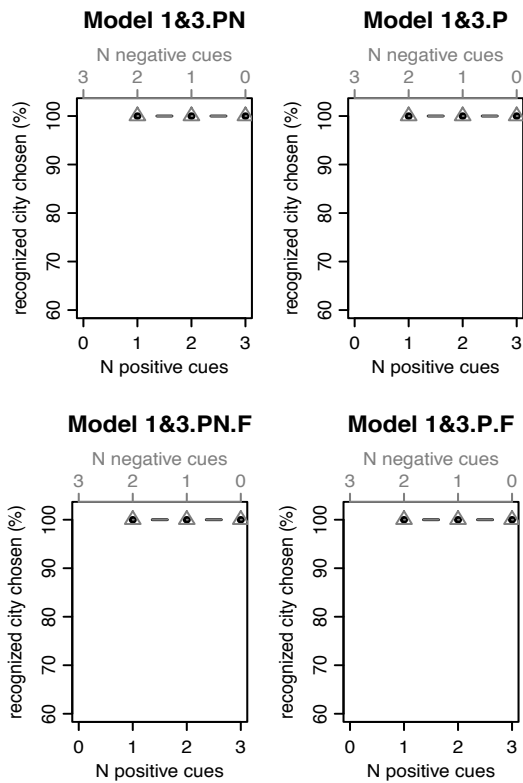 Model 1&3.PN
N negative cues
3 2 1 0
recognized city chosen (%)
100
90
80
70
60
0 1 2 3
N positive cues
Model 1&3.P
N negative cues
3 2 1 0
recognized city chosen (%)
100
90
80
70
60
0 1 2 3
N positive cues
Model 1&3.PN.F
N negative cues
3 2 1 0
recognized city chosen (%)
100
90
80
70
60
0 1 2 3
N positive cues
Model 1&3.P.F
N negative cues
3 2 1 0
recognized city chosen (%)
100
90
80
70
60
0 1 2 3
N positive cues